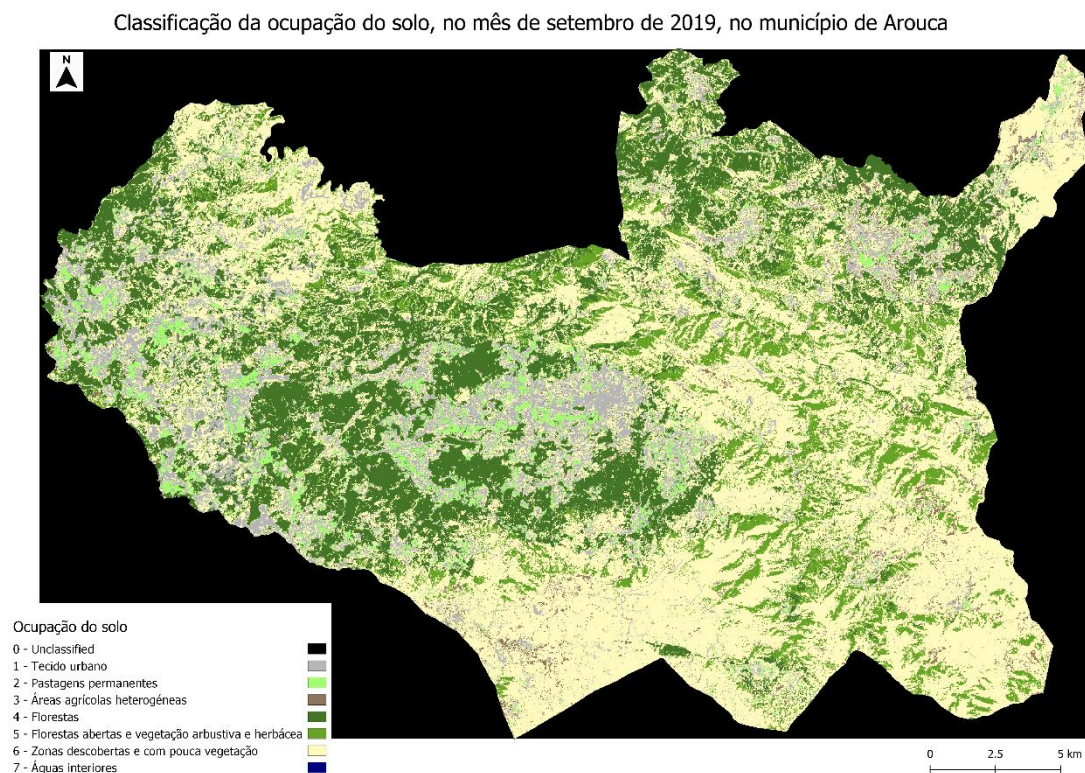 Classificação da ocupação do solo, no mês de setembro de 2019, no município de Arouca
N
Ocupação do solo
0 - Unclassified
1 - Tecido urbano
2 - Pastagens permanentes
3 - Áreas agrícolas heterogéneas
4 - Florestas
5 - Florestas abertas e vegetação arbustiva e herbácea
6 - Zonas descobertas e com pouca vegetação
7 - Águas interiores
0 2.5 5 km